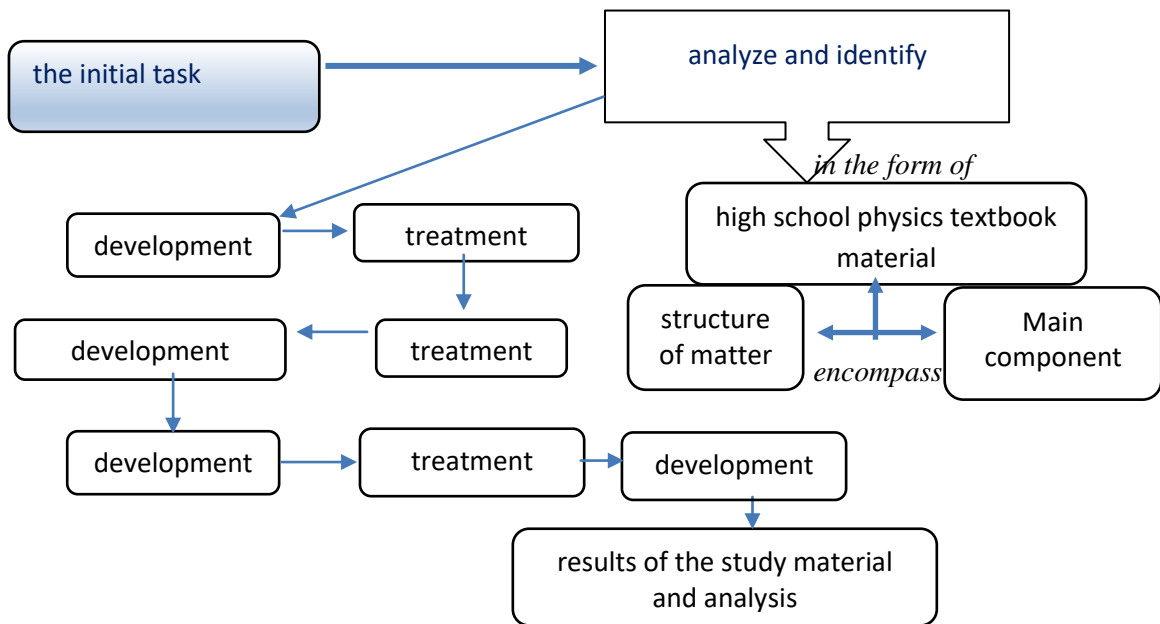 the initial task
analyze and identify
in the form of
high school physics textbook
material
development
treatment
structure
of matter
Main
component
encompass
development
treatment
development
treatment
development
results of the study material
and analysis